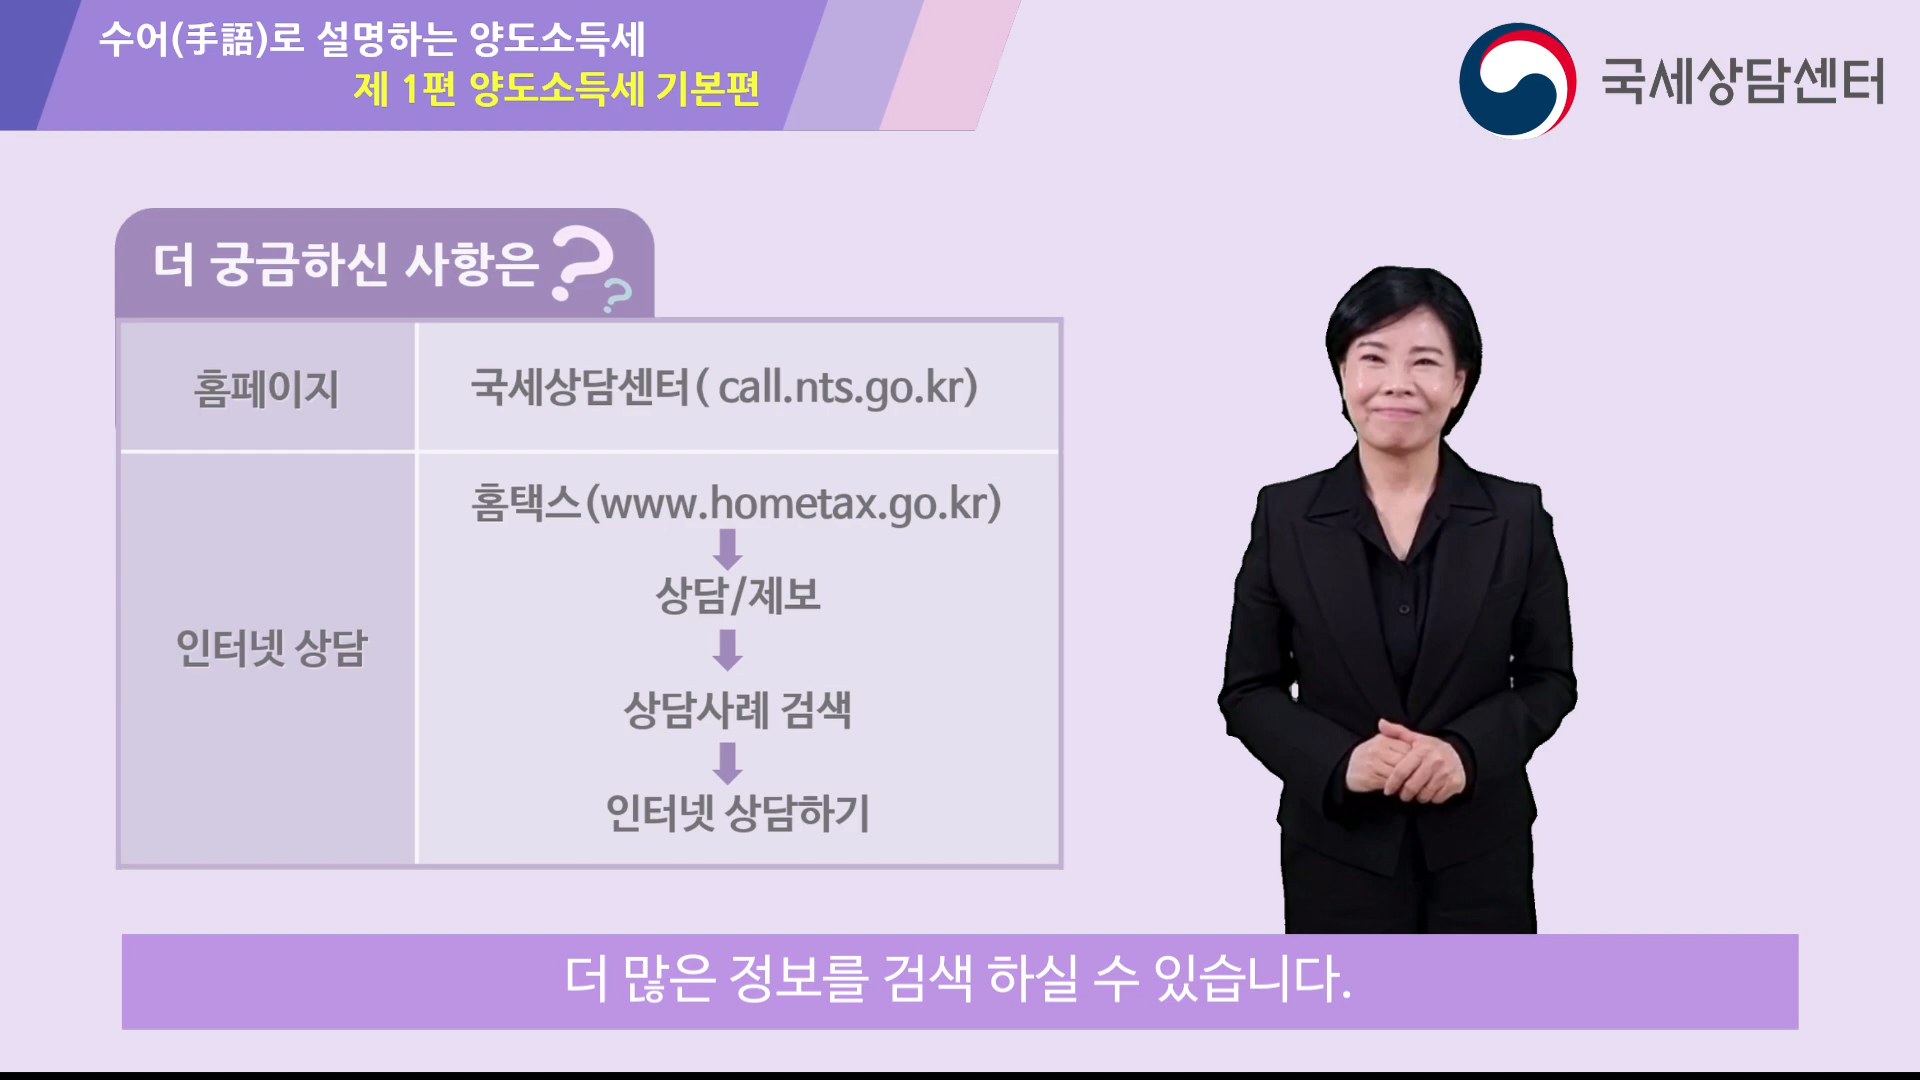 수어(手語)로 설명하는 양도소득세
제 1편 양도소득세 기본편
국세상담센터
더 궁금하신 사항은??
홈페이지
국세상담센터( call.nts.go.kr)
인터넷 상담
홈택스(www.hometax.go.kr)
상담/제보
상담사례 검색
인터넷 상담하기
더 많은 정보를 검색 하실 수 있습니다.